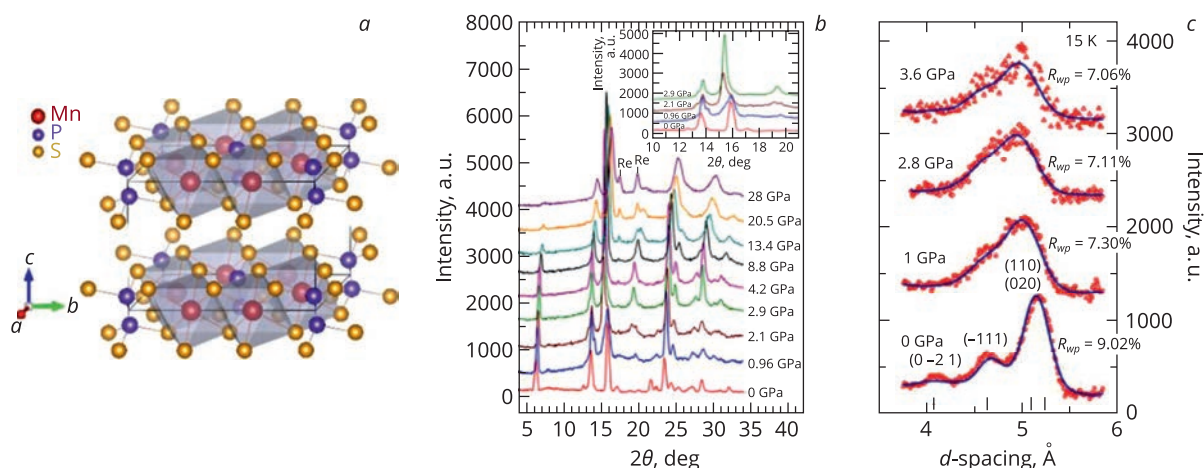 a
Mn
P
S
c
b
a
b
Intensity, a.u.
8000
7000
6000
5000
4000
3000
2000
1000
0
5 10 15 20 25 30 35 40
2θ, deg
Re Re
28 GPa
20.5 GPa
13.4 GPa
8.8 GPa
4.2 GPa
2.9 GPa
2.1 GPa
0.96 GPa
0 GPa
Intensity,
a.u.
5000
4000
3000
2000
1000
0
2.9 GPa
2.1 GPa
0.96 GPa
0 GPa
10 12 14 16 18 20
2θ, deg
c
15 K
3.6 GPa
Rwp = 7.06%
2.8 GPa
Rwp = 7.11%
1 GPa
Rwp = 7.30%
(110)
(020)
0 GPa
(0 –2 1)
(–111)
Rwp = 9.02%
4000
3000
2000
1000
0
Intensity, a.u.
4 5 6
d-spacing, Å